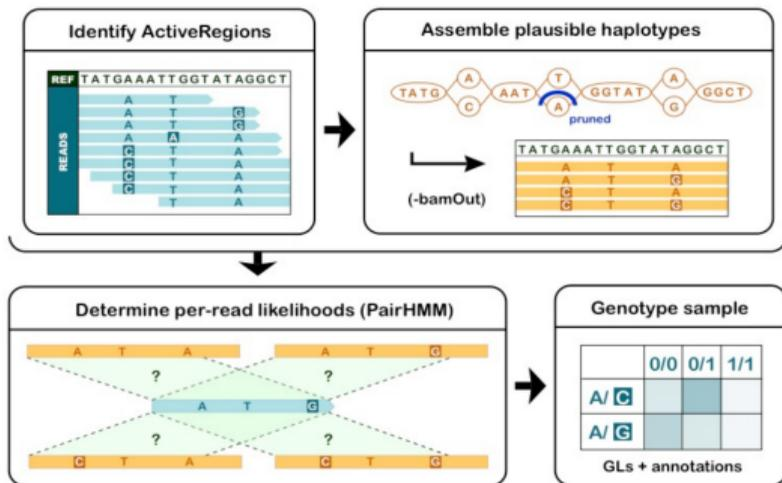 Identify ActiveRegions
REF TATGAAATTGGTATAGGCT
READS
A T
A T G
A T G
A A A
C T A
C T A
C T A
C T A
T A
Assemble plausible haplotypes
TATG A C AAT T A GGTAT A G GGCT
pruned
(-bamOut)
TATGAAATTGGTATAGGCT
A T A
A T G
C T A
C T G
Determine per-read likelihoods (PairHMM)
A T A
A T G
? ?
A T G
? ?
C T A
C T G
Genotype sample
0/0 0/1 1/1
A/ C
A/ G
GLs + annotations